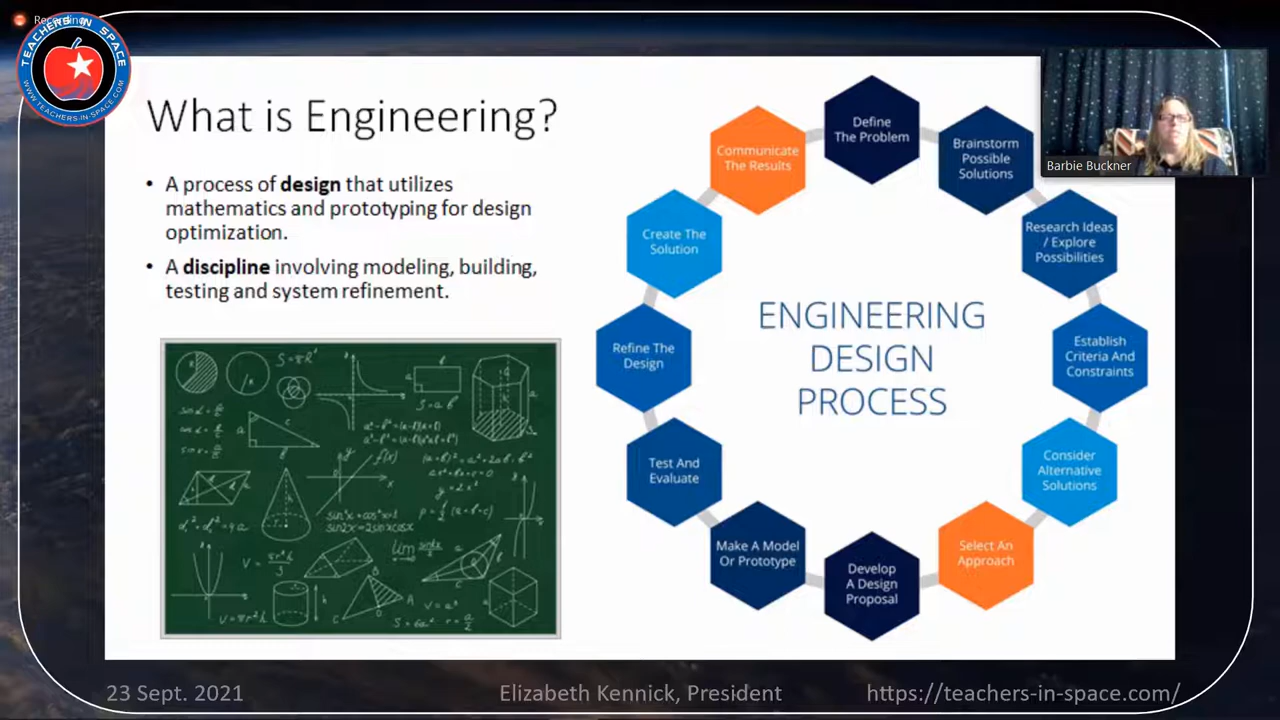 Recording
TEACHERS IN SPACE
WWW.TEACHERS-IN-SPACE.COM
What is Engineering?
• A process of design that utilizes
mathematics and prototyping for design
optimization.
• A discipline involving modeling, building,
testing and system refinement.
Define
The Problem
Brainstorm
Possible
Solutions
Research Ideas
/ Explore
Possibilities
Establish
Criteria And
Constraints
Consider
Alternative
Solutions
Select An
Approach
Develop
A Design
Proposal
Make A Model
Or Prototype
Test And
Evaluate
Refine The
Design
Create The
Solution
Communicate
The Results
ENGINEERING
DESIGN
PROCESS
Barbie Buckner
23 Sept. 2021
Elizabeth Kennick, President
https://teachers-in-space.com/